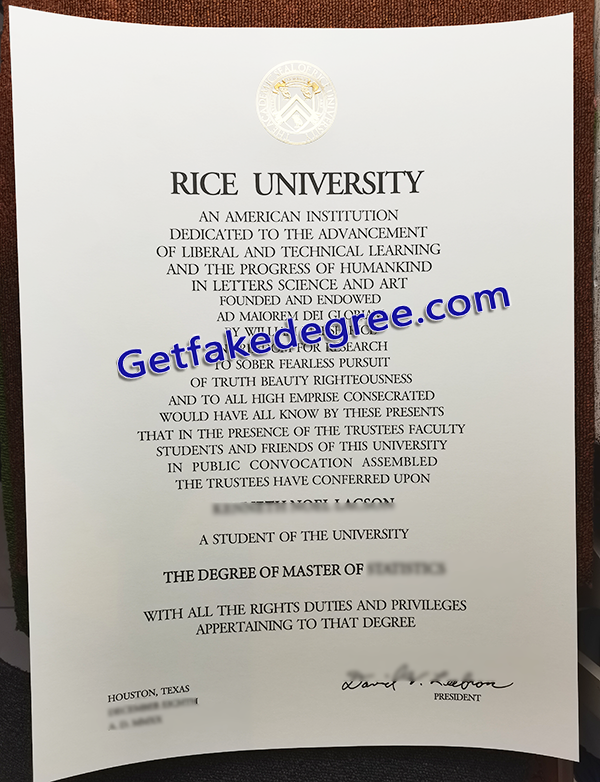 RICE UNIVERSITY
AN AMERICAN INSTITUTION
DEDICATED TO THE ADVANCEMENT
OF LIBERAL AND TECHNICAL LEARNING
AND THE PROGRESS OF HUMANKIND
IN LETTERS SCIENCE AND ART
FOUNDED AND ENDOWED
AD MAIOREM DEI GLORIAM
BY
Getfakedegree.com
FOR RESEARCH
TO SOBER FEARLESS PURSUIT
OF TRUTH BEAUTY RIGHTEOUSNESS
AND TO ALL HIGH EMPRISE CONSECRATED
WOULD HAVE ALL KNOW BY THESE PRESENTS
THAT IN THE PRESENCE OF THE TRUSTEES FACULTY
STUDENTS AND FRIENDS OF THIS UNIVERSITY
IN PUBLIC CONVOCATION ASSEMBLED
THE TRUSTEES HAVE CONFERRED UPON
A STUDENT OF THE UNIVERSITY
THE DEGREE OF MASTER OF
WITH ALL THE RIGHTS DUTIES AND PRIVILEGES
APPERTAINING TO THAT DEGREE
HOUSTON, TEXAS
PRESIDENT